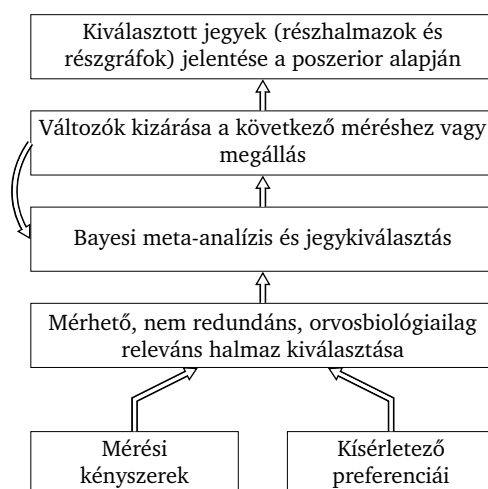 Kiválasztott jegyek (részhalmazok és
részgráfok) jelentése a poszterior alapján
Változók kizárása a következő méréshez vagy
megállás
Bayesi meta-analízis és jegykiválasztás
Mérhető, nem redundáns, orvosbiológiailag
releváns halmaz kiválasztása
Mérési
kényszerek
Kísérletező
preferenciái